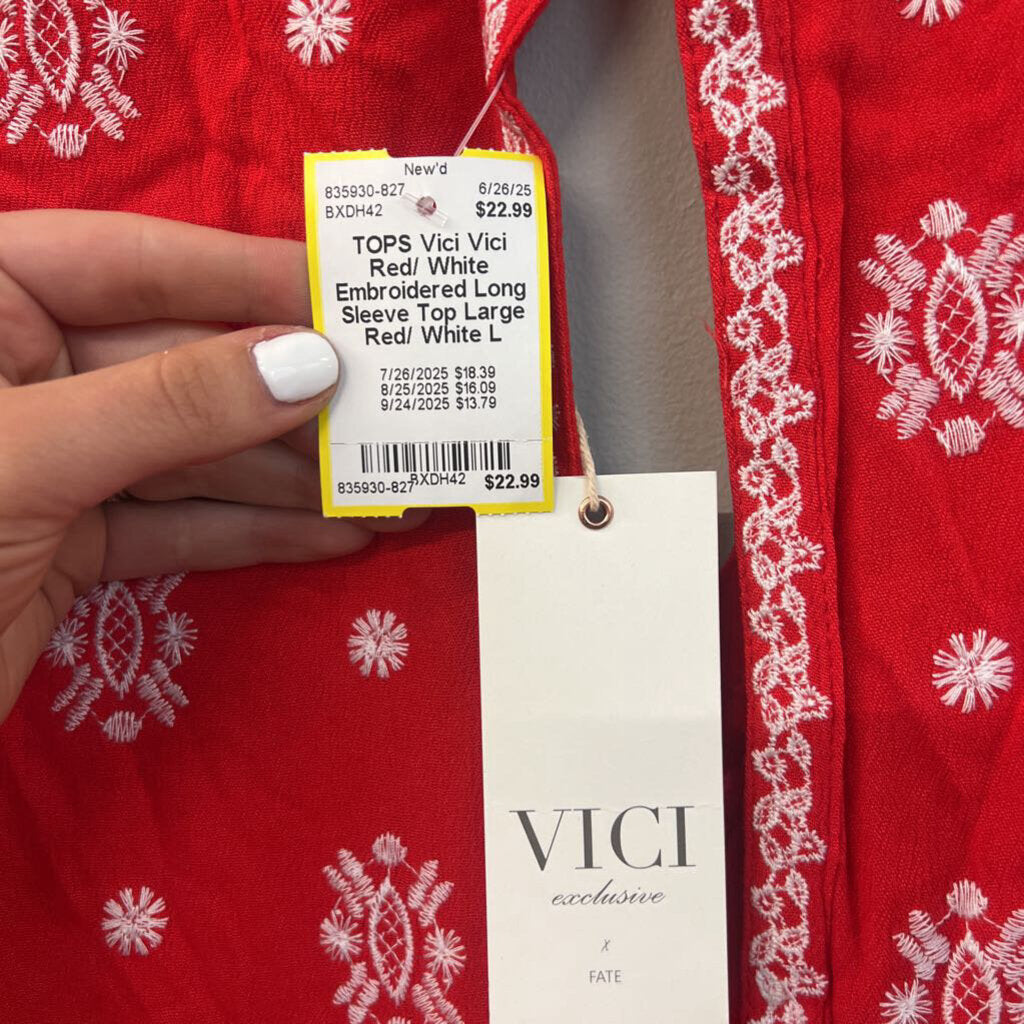 New'd
835930-827 6/26/25
BXDH42 $22.99
TOPS Vici Vici
Red/ White
Embroidered Long
Sleeve Top Large
Red/ White L
7/26/2025 $18.39
8/25/2025 $16.09
9/24/2025 $13.79
835930-827 BXDH42 $22.99
VICI
exclusive
x
FATE